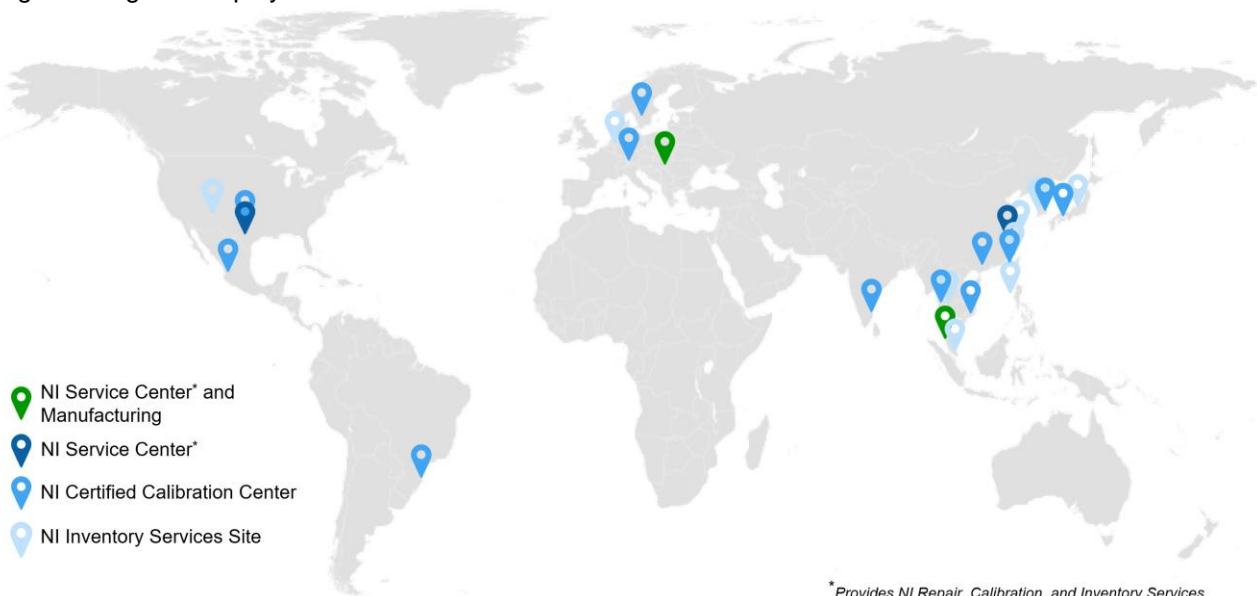 NI Service Center* and
Manufacturing
NI Service Center*
NI Certified Calibration Center
NI Inventory Services Site
*Provides NI Repair, Calibration, and Inventory Services